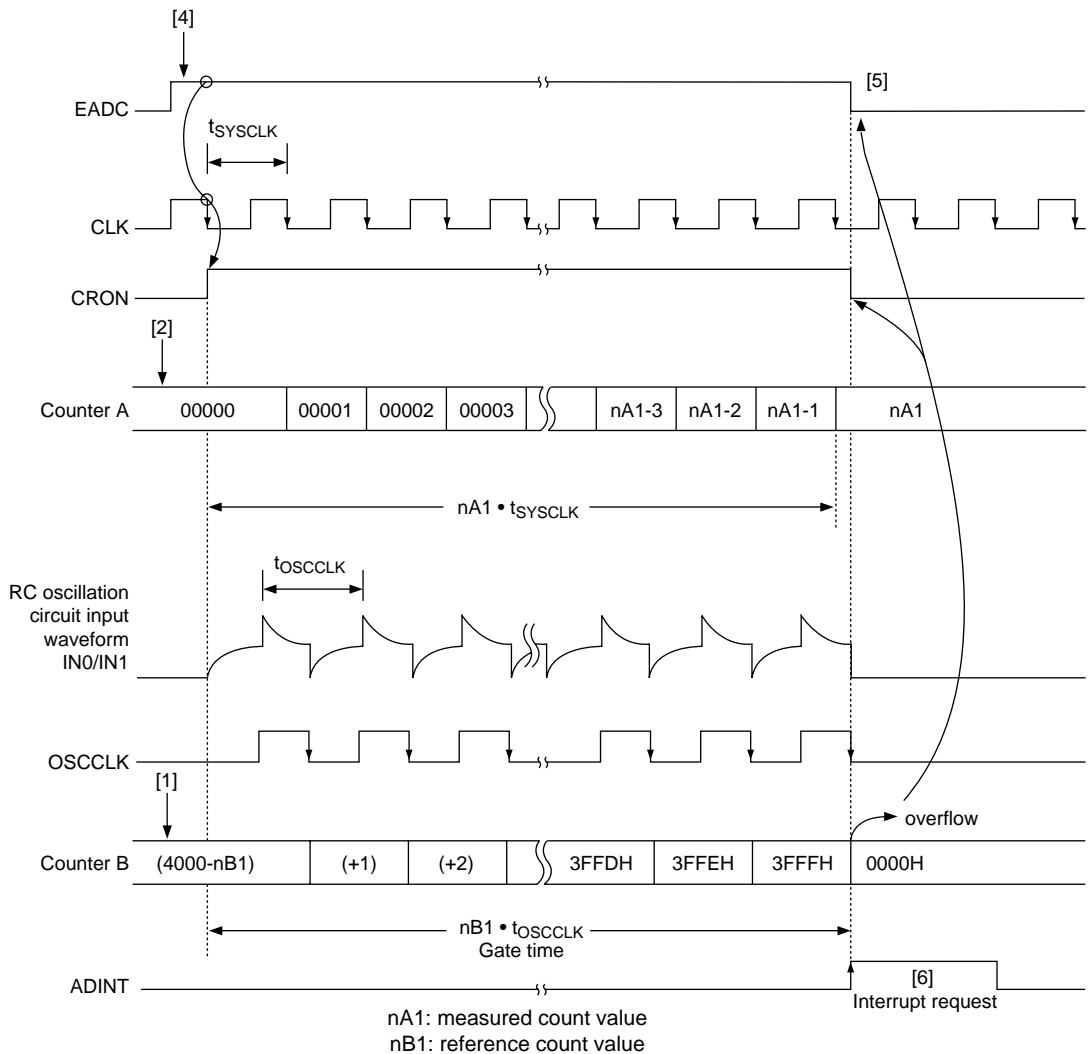 [4]
EADC
[5]
tSYSCLK
CLK
CRON
[2]
Counter A 00000 00001 00002 00003 nA1-3 nA1-2 nA1-1 nA1
nA1 • tSYSCLK
tOSCCLK
RC oscillation
circuit input
waveform
IN0/IN1
OSCCLK
[1]
overflow
Counter B (4000-nB1) (+1) (+2) 3FFDH 3FFEH 3FFFH 0000H
nB1 • tOSCCLK
Gate time
ADINT
[6]
Interrupt request
nA1: measured count value
nB1: reference count value